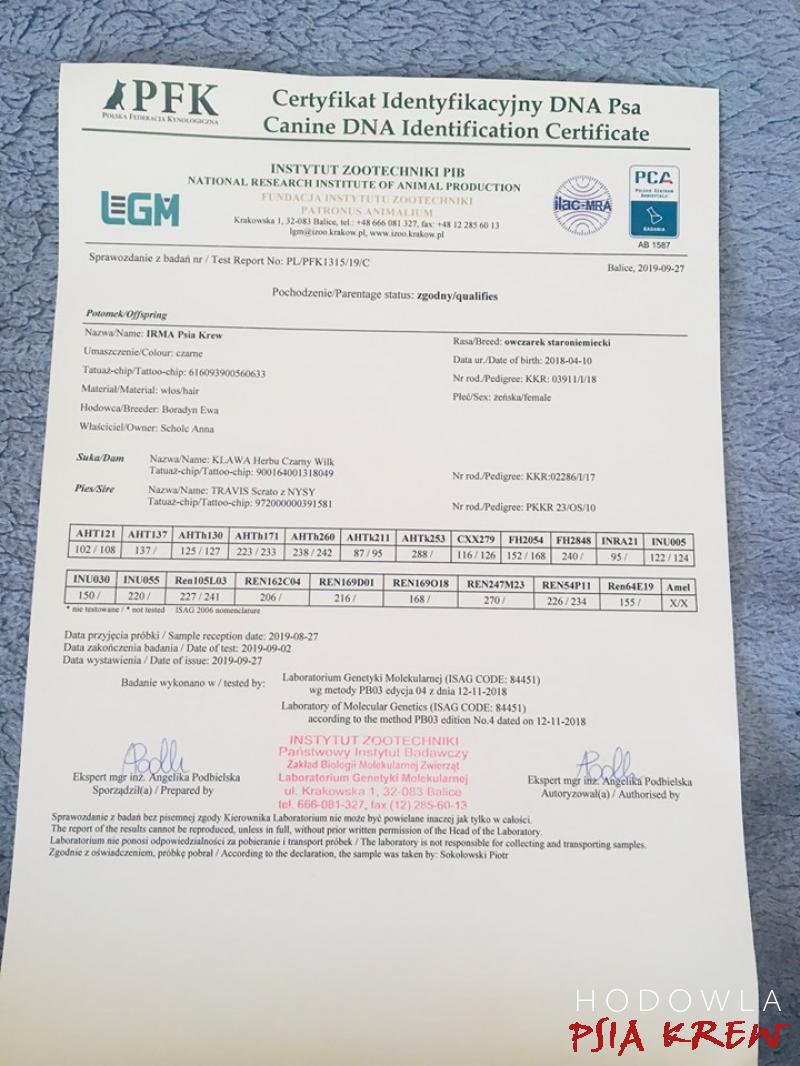 PFK
POLSKA FEDERACJA KYNOLOGICZNA
Certyfikat Identyfikacyjny DNA Psa
Canine DNA Identification Certificate
LEGM
INSTYTUT ZOOTECHNIKI PIB
NATIONAL RESEARCH INSTITUTE OF ANIMAL PRODUCTION
FUNDACJA INSTYTUTU ZOOTECHNIKI
PATRONUS ANIMALIUM
Krakowska 1, 32-083 Balice, tel.: +48 666 081 327, fax: +48 12 285 60 13
lgm@izoo.krakow.pl, www.izoo.krakow.pl
ilac-MRA
PCA
POLSKIE CENTRUM
AKREDYTACJI
BADANIA
AB 1587
Sprawozdanie z badań nr / Test Report No: PL/PFK1315/19/C
Balice, 2019-09-27
Pochodzenie/Parentage status: zgodny/qualifies
Potomek/Offspring
Nazwa/Name: IRMA Psia Krew
Rasa/Breed: owczarek staroniemiecki
Umaszczenie/Colour: czarne
Data ur./Date of birth: 2018-04-10
Tatuaż-chip/Tattoo-chip: 616093900560633
Nr rod./Pedigree: KKR: 03911/I/18
Materiał/Material: włos/hair
Płeć/Sex: żeńska/female
Hodowca/Breeder: Boradyn Ewa
Właściciel/Owner: Scholc Anna
Suka/Dam Nazwa/Name: KLAWA Herbu Czarny Wilk
Tatuaż-chip/Tattoo-chip: 900164001318049
Nr rod./Pedigree: KKR:02286/I/17
Pies/Sire Nazwa/Name: TRAVIS Scrato z NYSY
Tatuaż-chip/Tattoo-chip: 972000000391581
Nr rod./Pedigree: PKKR 23/OS/10
AHT121 AHT137 AHTh130 AHTh171 AHTh260 AHTk211 AHTk253 CXX279 FH2054 FH2848 INRA21 INU005
102 / 108 137 / 125 / 127 223 / 233 238 / 242 87 / 95 288 / 116 / 126 152 / 168 240 / 95 / 122 / 124
INU030 INU055 Ren105L03 REN162C04 REN169D01 REN169O18 REN247M23 REN54P11 Ren64E19 Amel
150 / 220 / 227 / 241 206 / 216 / 168 / 270 / 226 / 234 155 / X/X
* nie testowane / * not tested ISAG 2006 nomenclature
Data przyjęcia próbki / Sample reception date: 2019-08-27
Data zakończenia badania / Date of test: 2019-09-02
Data wystawienia / Date of issue: 2019-09-27
Badanie wykonano w / tested by:
Laboratorium Genetyki Molekularnej (ISAG CODE: 84451)
wg metody PB03 edycja 04 z dnia 12-11-2018
Laboratory of Molecular Genetics (ISAG CODE: 84451)
according to the method PB03 edition No.4 dated on 12-11-2018
INSTYTUT ZOOTECHNIKI
Państwowy Instytut Badawczy
Zakład Biologii Molekularnej Zwierząt
Laboratorium Genetyki Molekularnej
ul. Krakowska 1, 32-083 Balice
tel. 666-081-327, fax (12) 285-60-13
Ekspert mgr inż. Angelika Podbielska
Sporządził(a) / Prepared by
Ekspert mgr inż. Angelika Podbielska
Autoryzował(a) / Authorised by
Sprawozdanie z badań bez pisemnej zgody Kierownika Laboratorium nie może być powielane inaczej jak tylko w całości.
The report of the results cannot be reproduced, unless in full, without prior written permission of the Head of the Laboratory.
Laboratorium nie ponosi odpowiedzialności za pobieranie i transport próbek / The laboratory is not responsible for collecting and transporting samples.
Zgodnie z oświadczeniem, próbkę pobrał / According to the declaration, the sample was taken by: Sokołowski Piotr
HODOWLA
PSIA KREW